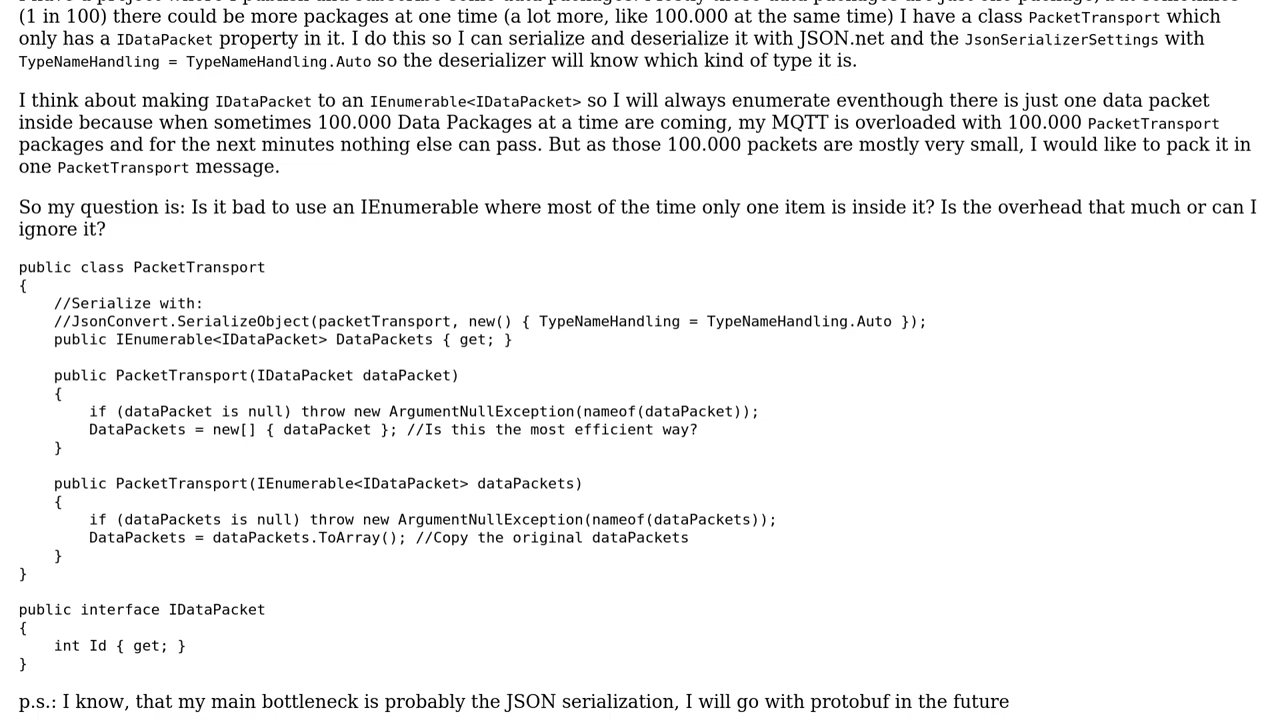 (1 in 100) there could be more packages at one time (a lot more, like 100.000 at the same time) I have a class PacketTransport which
only has a IDataPacket property in it. I do this so I can serialize and deserialize it with JSON.net and the JsonSerializerSettings with
TypeNameHandling = TypeNameHandling.Auto so the deserializer will know which kind of type it is.
I think about making IDataPacket to an IEnumerable<IDataPacket> so I will always enumerate eventhough there is just one data packet
inside because when sometimes 100.000 Data Packages at a time are coming, my MQTT is overloaded with 100.000 PacketTransport
packages and for the next minutes nothing else can pass. But as those 100.000 packets are mostly very small, I would like to pack it in
one PacketTransport message.
So my question is: Is it bad to use an IEnumerable where most of the time only one item is inside it? Is the overhead that much or can I
ignore it?
public class PacketTransport
{
    //Serialize with:
    //JsonConvert.SerializeObject(packetTransport, new() { TypeNameHandling = TypeNameHandling.Auto });
    public IEnumerable<IDataPacket> DataPackets { get; }
    public PacketTransport(IDataPacket dataPacket)
    {
        if (dataPacket is null) throw new ArgumentNullException(nameof(dataPacket));
        DataPackets = new[] { dataPacket }; //Is this the most efficient way?
    }
    public PacketTransport(IEnumerable<IDataPacket> dataPackets)
    {
        if (dataPackets is null) throw new ArgumentNullException(nameof(dataPackets));
        DataPackets = dataPackets.ToArray(); //Copy the original dataPackets
    }
}
public interface IDataPacket
{
    int Id { get; }
}
p.s.: I know, that my main bottleneck is probably the JSON serialization, I will go with protobuf in the future